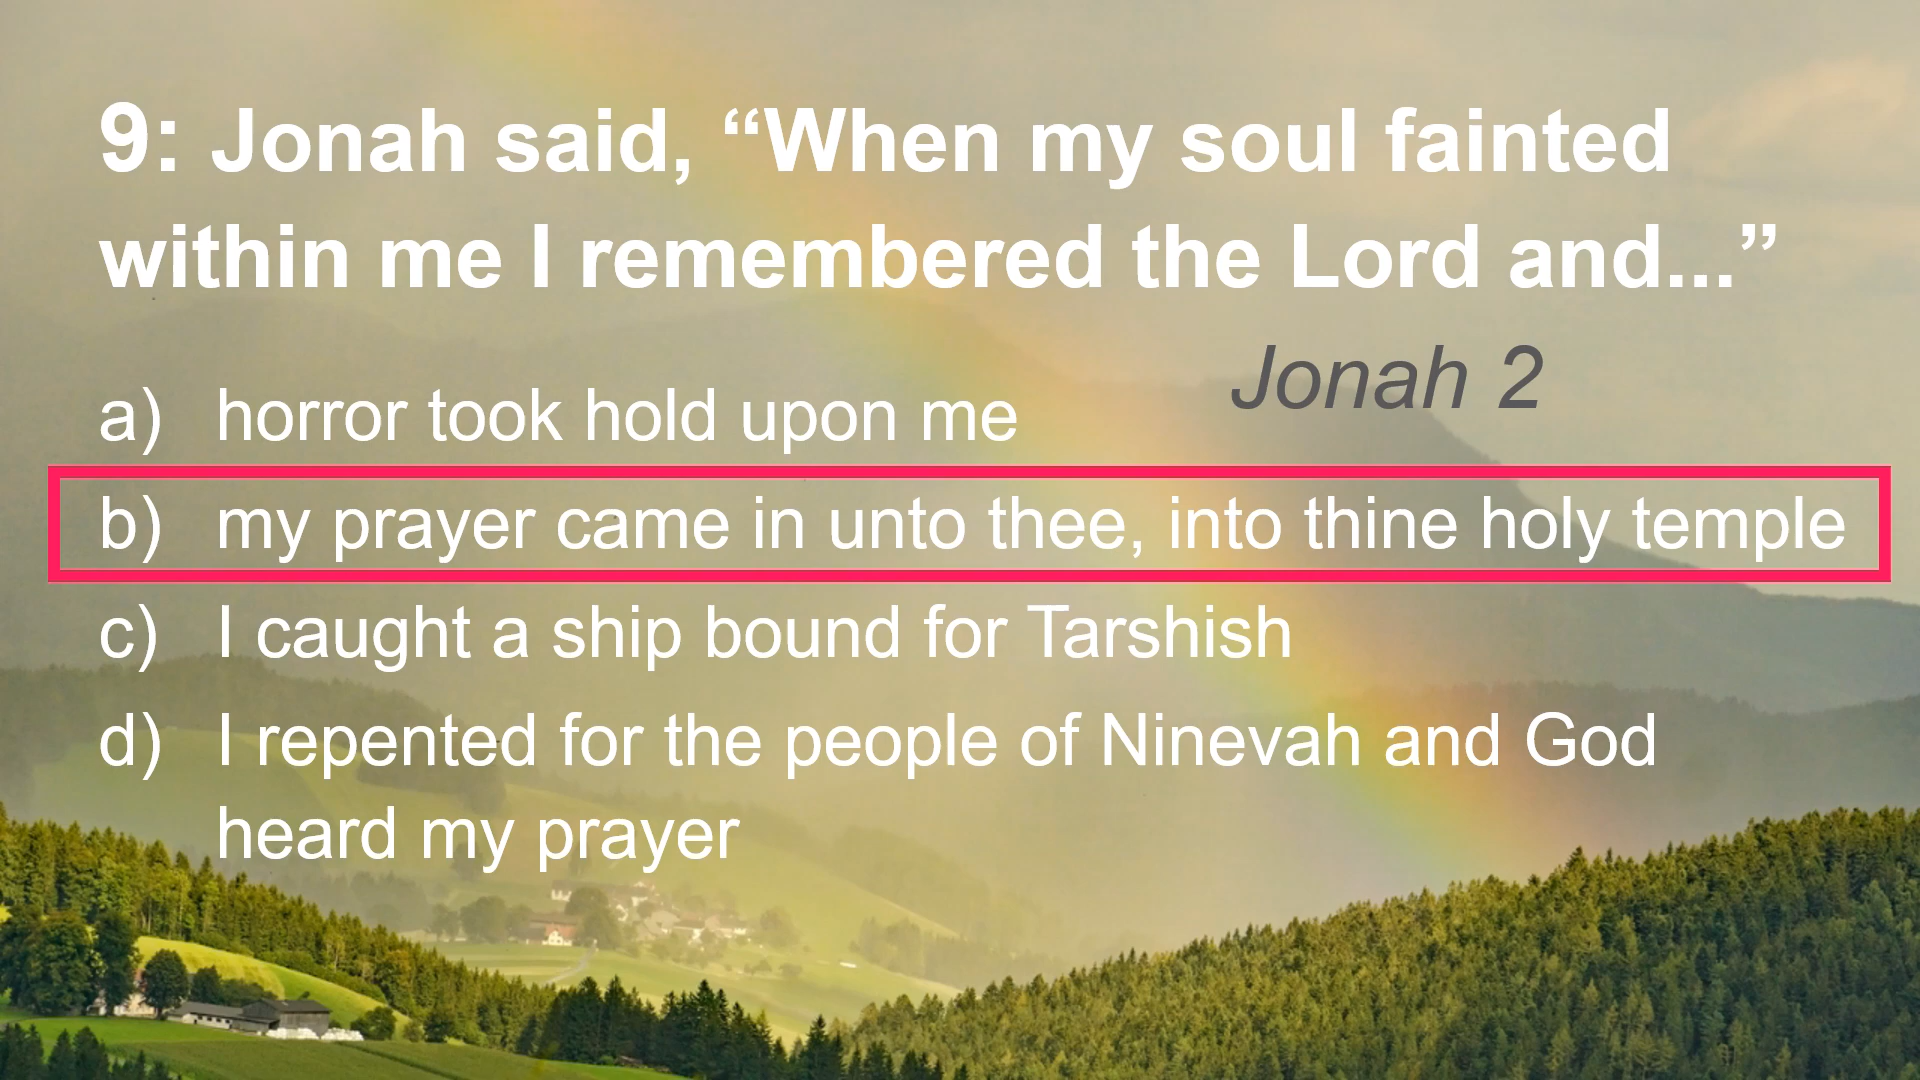 9: Jonah said, “When my soul fainted
within me I remembered the Lord and...”
Jonah 2
a) horror took hold upon me
b) my prayer came in unto thee, into thine holy temple
c) I caught a ship bound for Tarshish
d) I repented for the people of Ninevah and God
heard my prayer